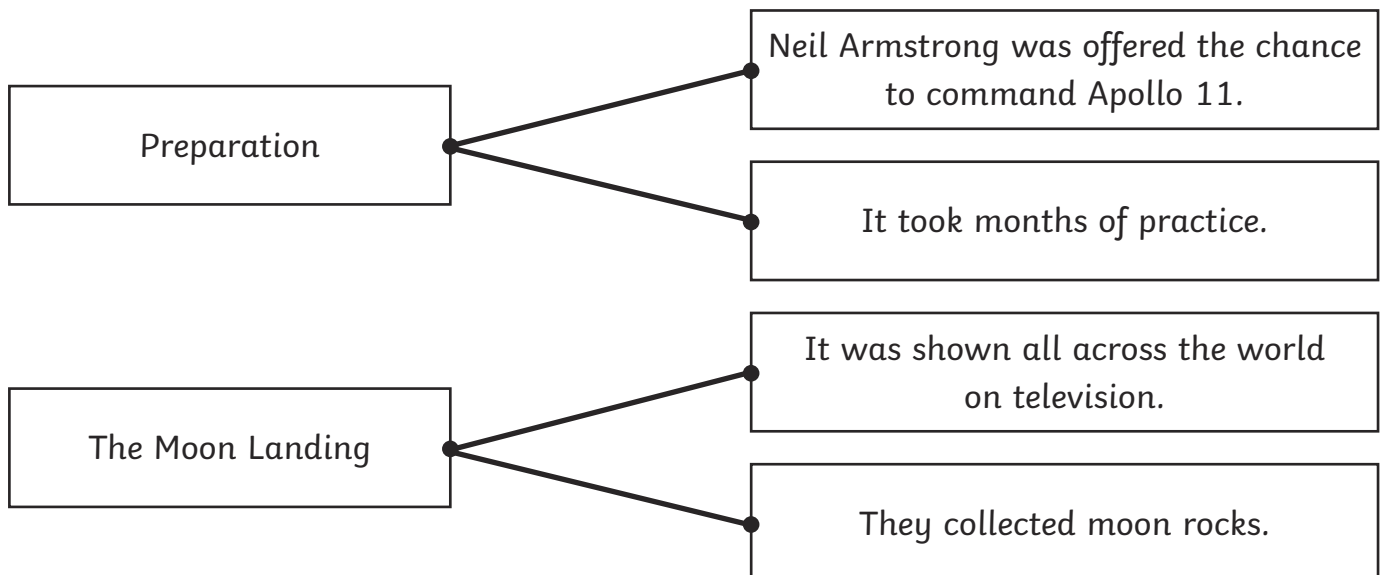 Neil Armstrong was offered the chance
to command Apollo 11.
Preparation
It took months of practice.
It was shown all across the world
on television.
The Moon Landing
They collected moon rocks.